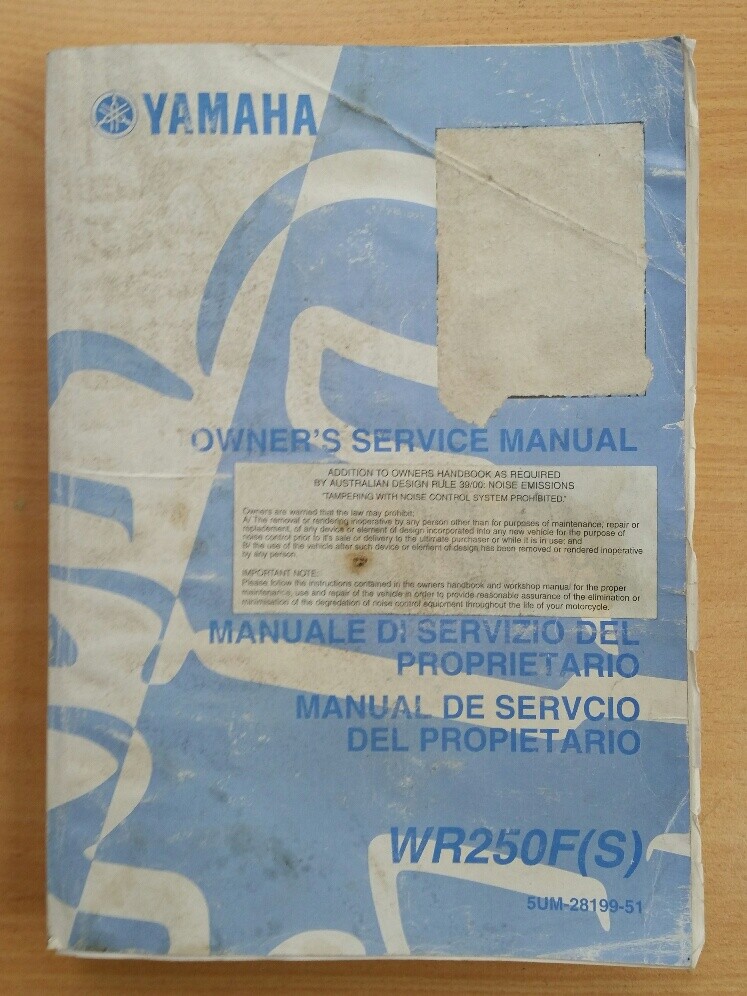 YAMAHA
OWNER'S SERVICE MANUAL
ADDITION TO OWNERS HANDBOOK AS REQUIRED
BY AUSTRALIAN DESIGN RULE 39/00: NOISE EMISSIONS
"TAMPERING WITH NOISE CONTROL SYSTEM PROHIBITED."
Owners are warned that the law may prohibit:
A/ The removal or rendering inoperative by any person other than for purposes of maintenance, repair or
replacement, of any device or element of design incorporated into any new vehicle for the purpose of
noise control prior to it's sale or delivery to the ultimate purchaser or while it is in use; and
B/ the use of the vehicle after such device or element of design has been removed or rendered inoperative
by any person.
IMPORTANT NOTE:
Please follow the instructions contained in the owners handbook and workshop manual for the proper
maintenance, use and repair of the vehicle in order to provide reasonable assurance of the elimination or
minimisation of the degredation of noise control equipment throughout the life of your motorcycle.
MANUALE DI SERVIZIO DEL
PROPRIETARIO
MANUAL DE SERVCIO
DEL PROPIETARIO
WR250F(S)
5UM-28199-51